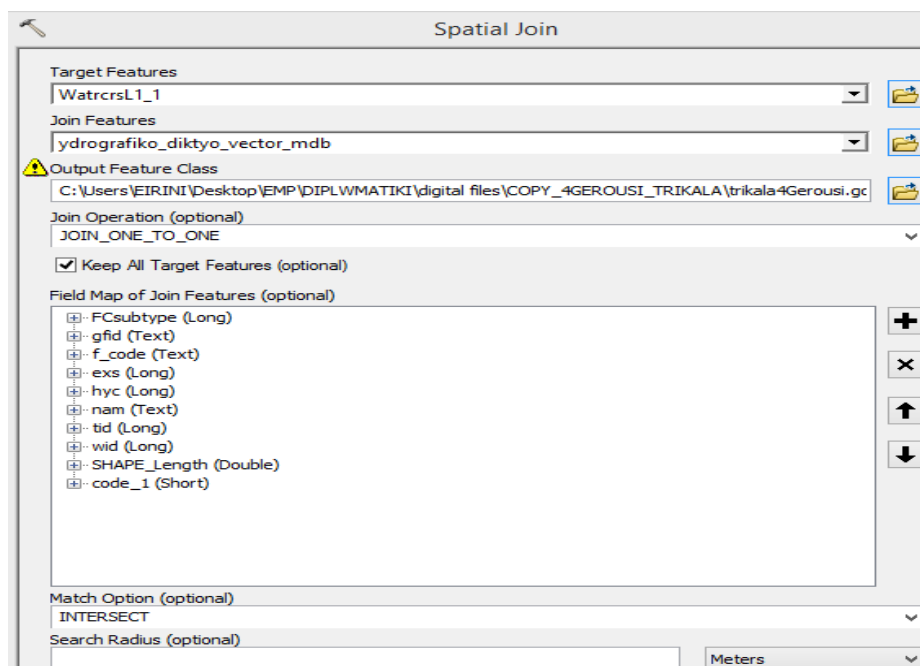 Spatial Join
Target Features
WatrcrsL1_1
Join Features
ydrografiko_diktyo_vector_mdb
Output Feature Class
C:\Users\EIRINI\Desktop\EMP\DIPLWMATIKI\digital files\COPY_4GEROUSI_TRIKALA\trikala4Gerousi.gc
Join Operation (optional)
JOIN_ONE_TO_ONE
Keep All Target Features (optional)
Field Map of Join Features (optional)
FCsubtype (Long)
gfid (Text)
f_code (Text)
exs (Long)
hyc (Long)
nam (Text)
tid (Long)
wid (Long)
SHAPE_Length (Double)
code_1 (Short)
Match Option (optional)
INTERSECT
Search Radius (optional)
Meters